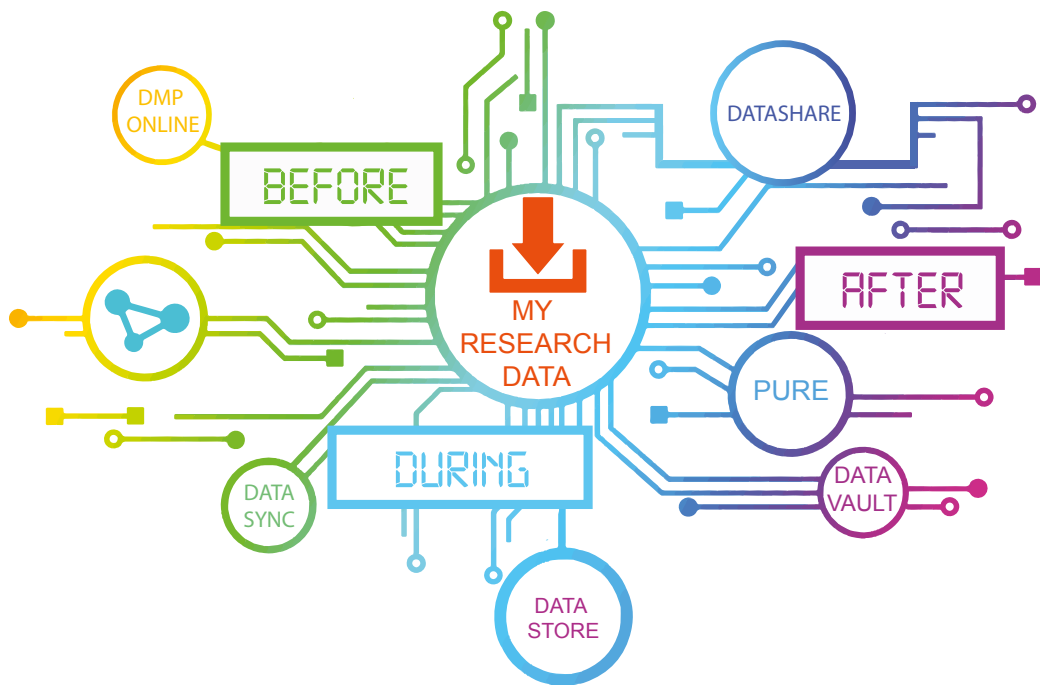 DMP
ONLINE
BEFORE
DATASHARE
MY
RESEARCH
DATA
AFTER
PURE
DATA
VAULT
DURING
DATA
SYNC
DATA
STORE